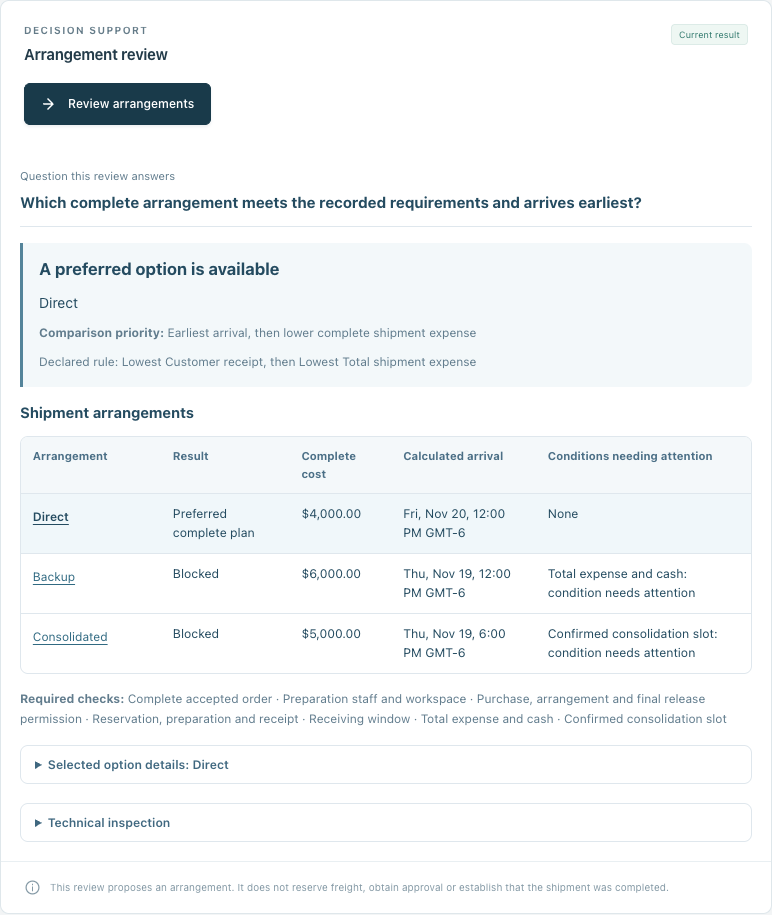 DECISION SUPPORT
Current result
Arrangement review
Review arrangements
Question this review answers
Which complete arrangement meets the recorded requirements and arrives earliest?
A preferred option is available
Direct
Comparison priority: Earliest arrival, then lower complete shipment expense
Declared rule: Lowest Customer receipt, then Lowest Total shipment expense
Shipment arrangements
Arrangement Result Complete cost Calculated arrival Conditions needing attention
Direct Preferred complete plan $4,000.00 Fri, Nov 20, 12:00 PM GMT-6 None
Backup Blocked $6,000.00 Thu, Nov 19, 12:00 PM GMT-6 Total expense and cash: condition needs attention
Consolidated Blocked $5,000.00 Thu, Nov 19, 6:00 PM GMT-6 Confirmed consolidation slot: condition needs attention
Required checks: Complete accepted order · Preparation staff and workspace · Purchase, arrangement and final release
permission · Reservation, preparation and receipt · Receiving window · Total expense and cash · Confirmed consolidation slot
Selected option details: Direct
Technical inspection
This review proposes an arrangement. It does not reserve freight, obtain approval or establish that the shipment was completed.